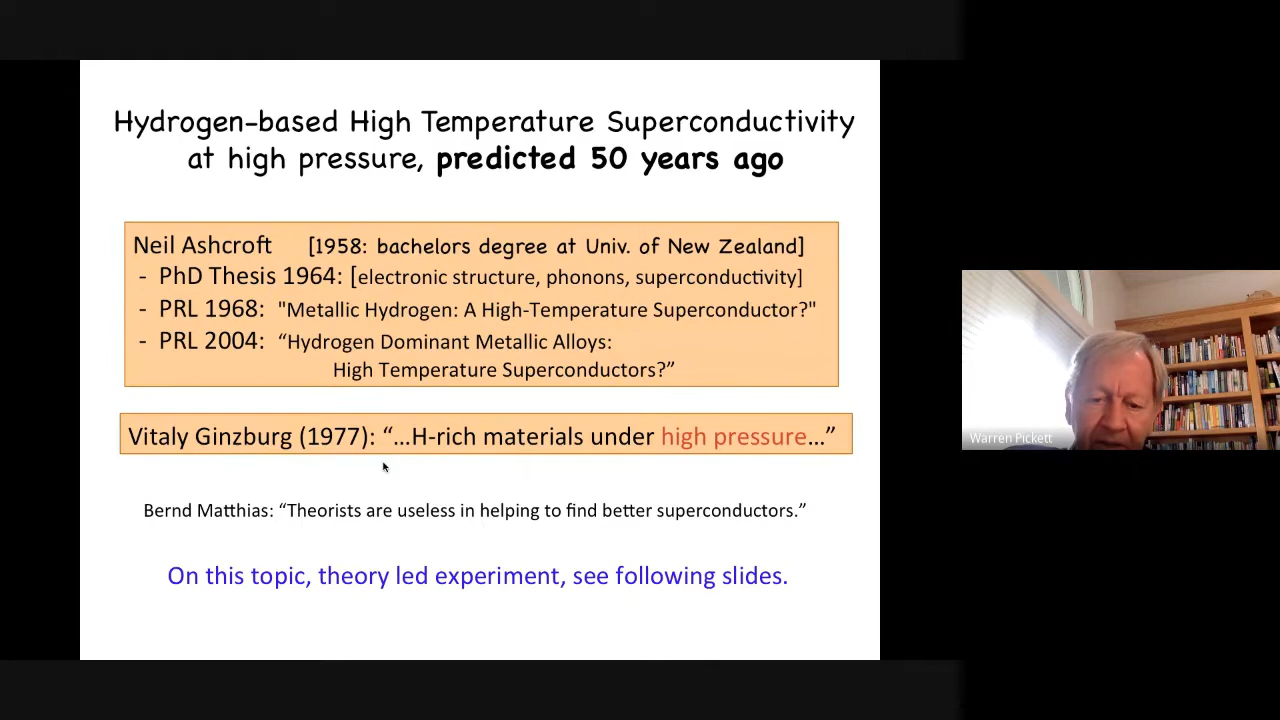 Hydrogen-based High Temperature Superconductivity
at high pressure, predicted 50 years ago
Neil Ashcroft [1958: bachelors degree at Univ. of New Zealand]
- PhD Thesis 1964: [electronic structure, phonons, superconductivity]
- PRL 1968: "Metallic Hydrogen: A High-Temperature Superconductor?"
- PRL 2004: “Hydrogen Dominant Metallic Alloys:
High Temperature Superconductors?”
Vitaly Ginzburg (1977): “…H-rich materials under high pressure…”
Bernd Matthias: “Theorists are useless in helping to find better superconductors.”
On this topic, theory led experiment, see following slides.
Warren Pickett